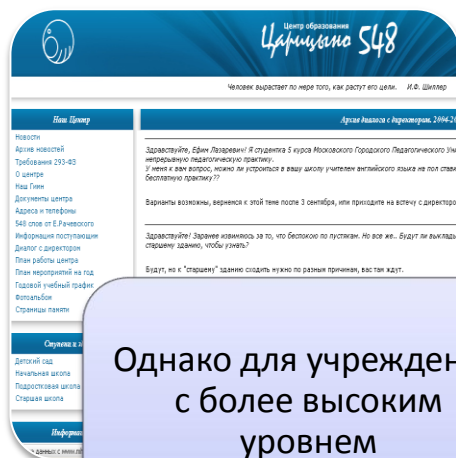 Центр образования
Царицыно 548
Человек вырастает по мере того, как растут его цели. И.Ф. Шиллер
Наш Центр
Новости
Архив новостей
Требования 293-ФЗ
О центре
Наш Гимн
Документы центра
Адреса и телефоны
548 слов от Е.Рачевского
Информация поступающим
Диалог с директором
План работы центра
План мероприятий на год
Годовой учебный график
Фотоальбом
Страницы памяти
Ступени и
Детский сад
Начальная школа
Подростковая школа
Старшая школа
Архив диалога с директором. 2004-20
Здравствуйте, Ефим Лазаревич! Я студентка 5 курса Московского Городского Педагогического
непрерывную педагогическую практику.
У меня к вам вопрос, можно ли устроиться в вашу школу учителем английского языка на пол
бесплатную практику??
Варианты возможны, вернемся к этой теме после 3 сентября, или приходите на встечу с
Здравствуйте! Заранее извиняюсь за то, что беспокою по пустякам. Но все же.. Будут ли
старшему зданию, чтобы узнать?
Будут, но к "старшему" зданию сходить нужно по разным причинам, вас там ждут.
Однако для
с более высоким
уровнем